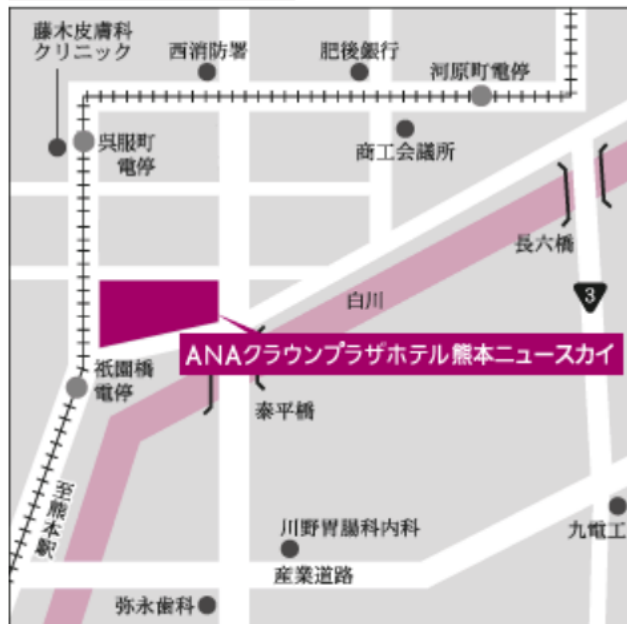 藤木皮膚科
クリニック
西消防署
肥後銀行
河原町電停
呉服町
電停
商工会議所
長六橋
3
白川
ANAクラウンプラザホテル熊本ニュースカイ
祇園橋
電停
泰平橋
至熊本駅
川野胃腸科内科
九電工
産業道路
弥永歯科